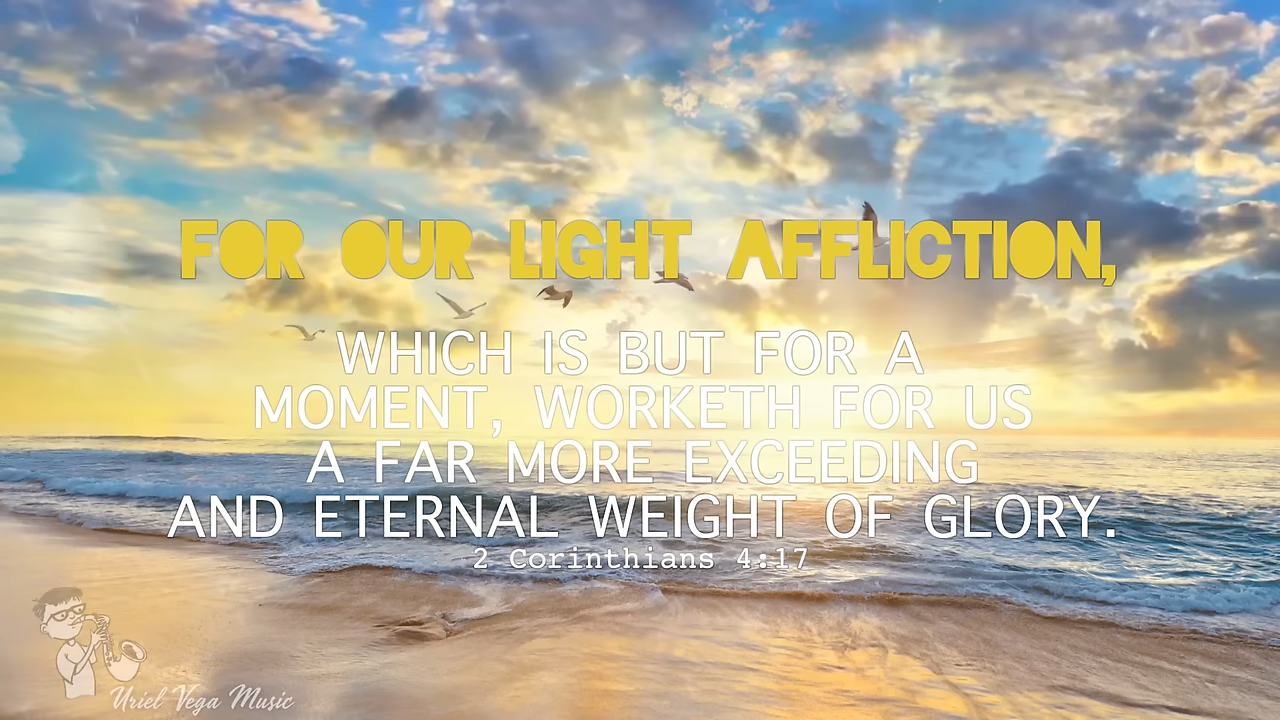 FOR OUR LIGHT AFFLICTION,
WHICH IS BUT FOR A
MOMENT, WORKETH FOR US
A FAR MORE EXCEEDING
AND ETERNAL WEIGHT OF GLORY.
2 Corinthians 4:17
Uriel Vega Music